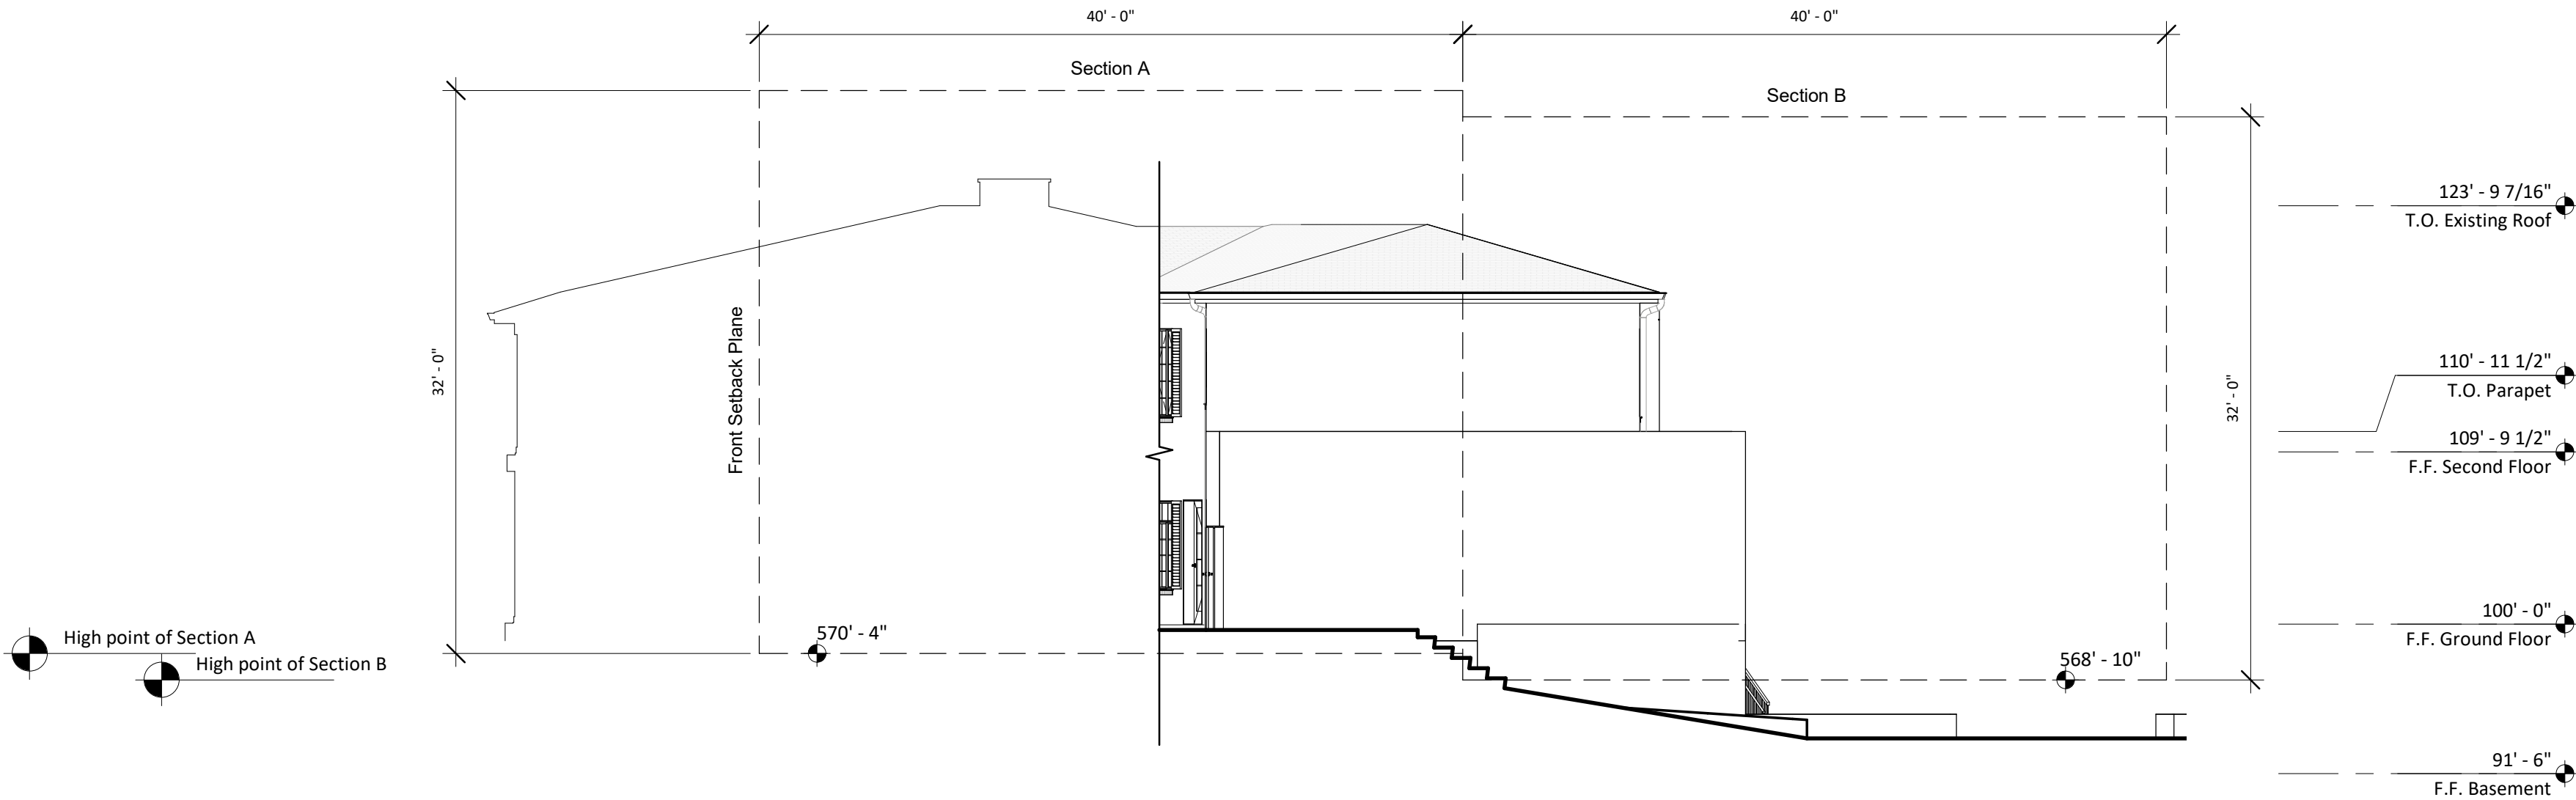 40' - 0"
40' - 0"
Section A
Section B
123' - 9 7/16"
T.O. Existing Roof
32' - 0"
Front Setback Plane
32' - 0"
110' - 11 1/2"
T.O. Parapet
109' - 9 1/2"
F.F. Second Floor
100' - 0"
F.F. Ground Floor
High point of Section A
570' - 4"
High point of Section B
568' - 10"
91' - 6"
F.F. Basement